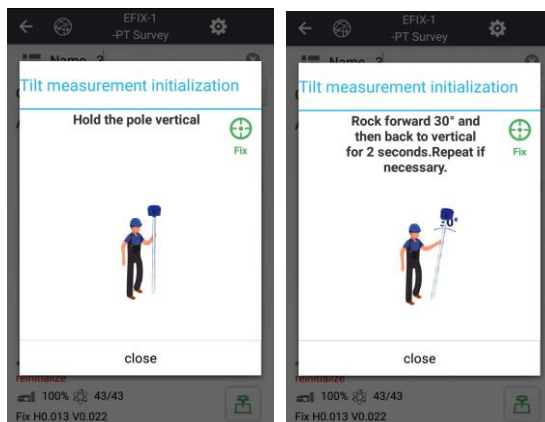 EFIX-1
-PT Survey
Name 3
Tilt measurement initialization
Hold the pole vertical
Fix
close
reinitialize
100% 43/43
Fix H0.013 V0.022
EFIX-1
-PT Survey
Name 3
Tilt measurement initialization
Rock forward 30° and
then back to vertical
for 2 seconds.Repeat if
necessary.
Fix
30°
close
reinitialize
100% 43/43
Fix H0.013 V0.022